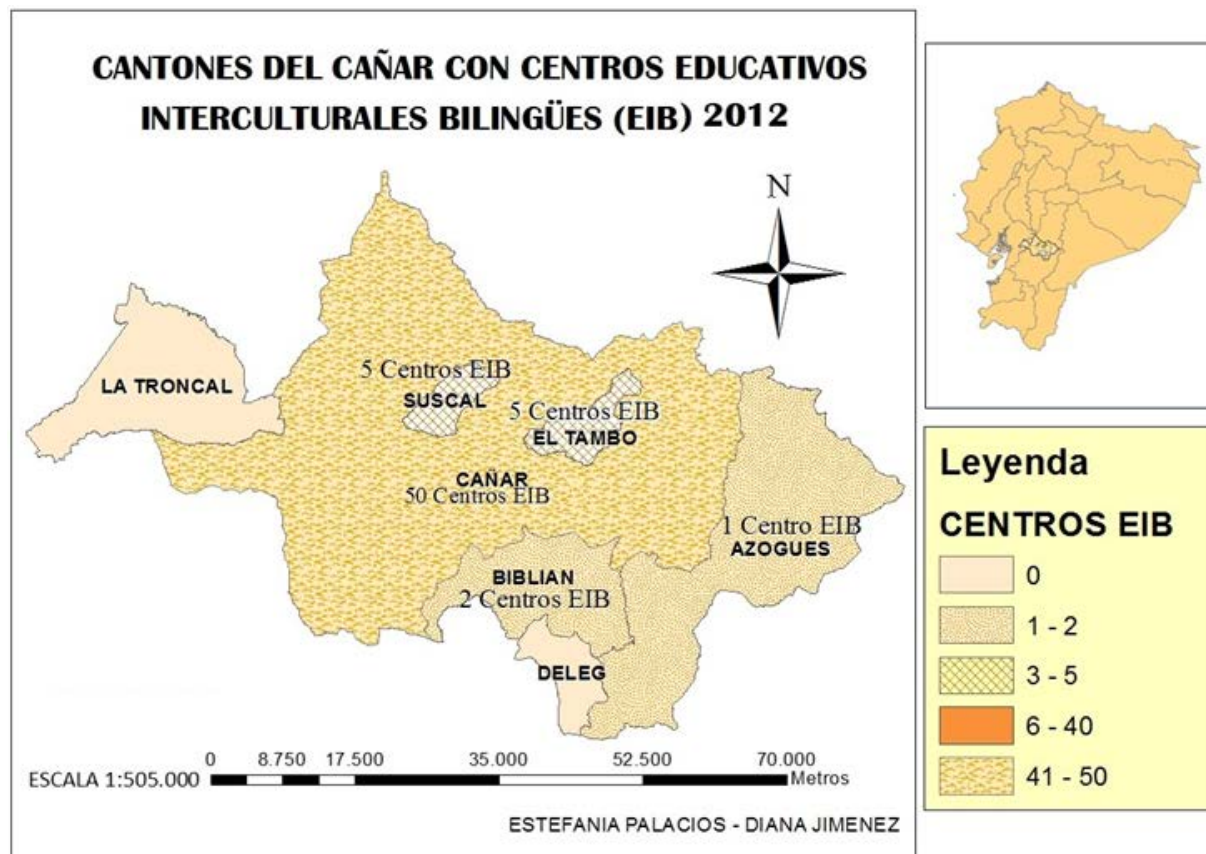 CANTONES DEL CAÑAR CON CENTROS EDUCATIVOS
INTERCULTURALES BILINGÜES (EIB) 2012
N
5 Centros EIB
SUSCAL
LA TRONCAL
5 Centros EIB
EL TAMBO
CAÑAR
50 Centros EIB
1 Centro EIB
AZOGUES
BIBLIAN
2 Centros EIB
DELEG
0 8.750 17.500 35.000 52.500 70.000
ESCALA 1:505.000 Metros
ESTEFANIA PALACIOS - DIANA JIMENEZ
Leyenda
CENTROS EIB
0
1 - 2
3 - 5
6 - 40
41 - 50